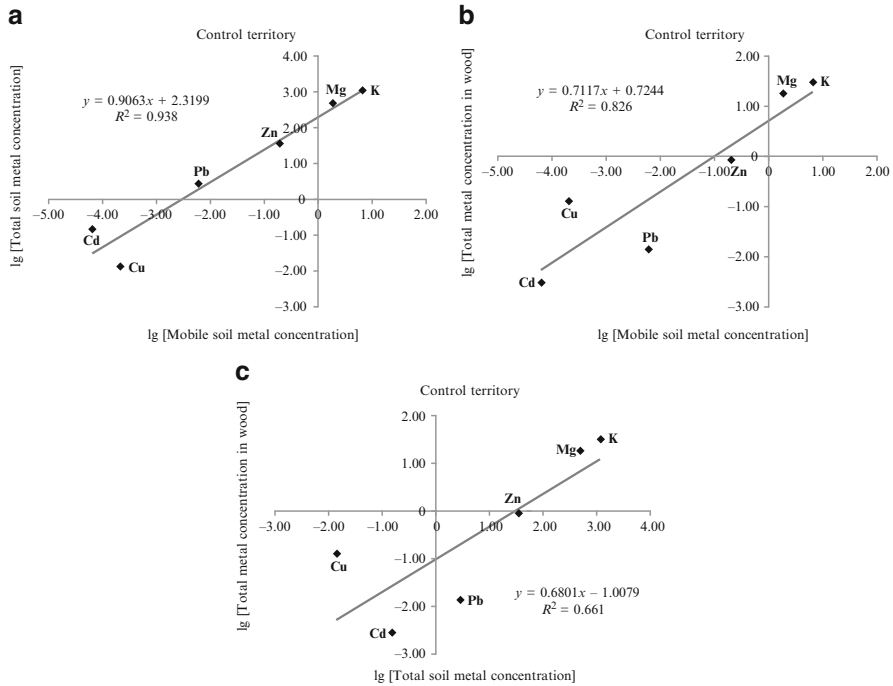 a
Control territory
lg [Total soil metal concentration]
4.00
3.00
2.00
1.00
0
-5.00 -4.00 -3.00 -2.00 -1.00 0 1.00 2.00
-1.00
-2.00
-3.00
y = 0.9063x + 2.3199
R² = 0.938
Mg
K
Zn
Pb
Cd
Cu
lg [Mobile soil metal concentration]
b
Control territory
lg [Total metal concentration in wood]
2.00
1.00
0
-5.00 -4.00 -3.00 -2.00 -1.00 0 1.00 2.00
-1.00
-2.00
-3.00
y = 0.7117x + 0.7244
R² = 0.826
Mg
K
Zn
Cu
Pb
Cd
lg [Mobile soil metal concentration]
c
Control territory
lg [Total metal concentration in wood]
2.00
1.00
0
-3.00 -2.00 -1.00 0 1.00 2.00 3.00 4.00
-1.00
-2.00
-3.00
Mg
K
Zn
Cu
Pb
Cd
y = 0.6801x – 1.0079
R² = 0.661
lg [Total soil metal concentration]